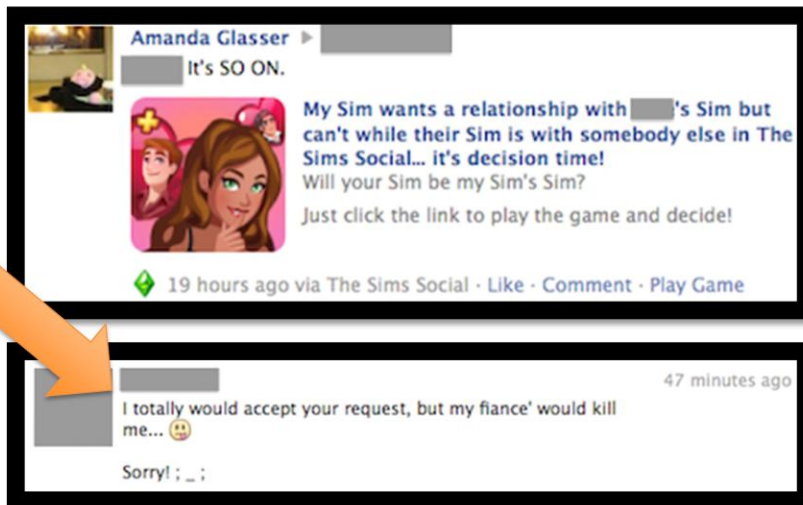 Amanda Glasser ▶
It's SO ON.
My Sim wants a relationship with 's Sim but
can't while their Sim is with somebody else in The
Sims Social... it's decision time!
Will your Sim be my Sim's Sim?
Just click the link to play the game and decide!
19 hours ago via The Sims Social · Like · Comment · Play Game
47 minutes ago
I totally would accept your request, but my fiance' would kill
me...
Sorry! ; _ ;